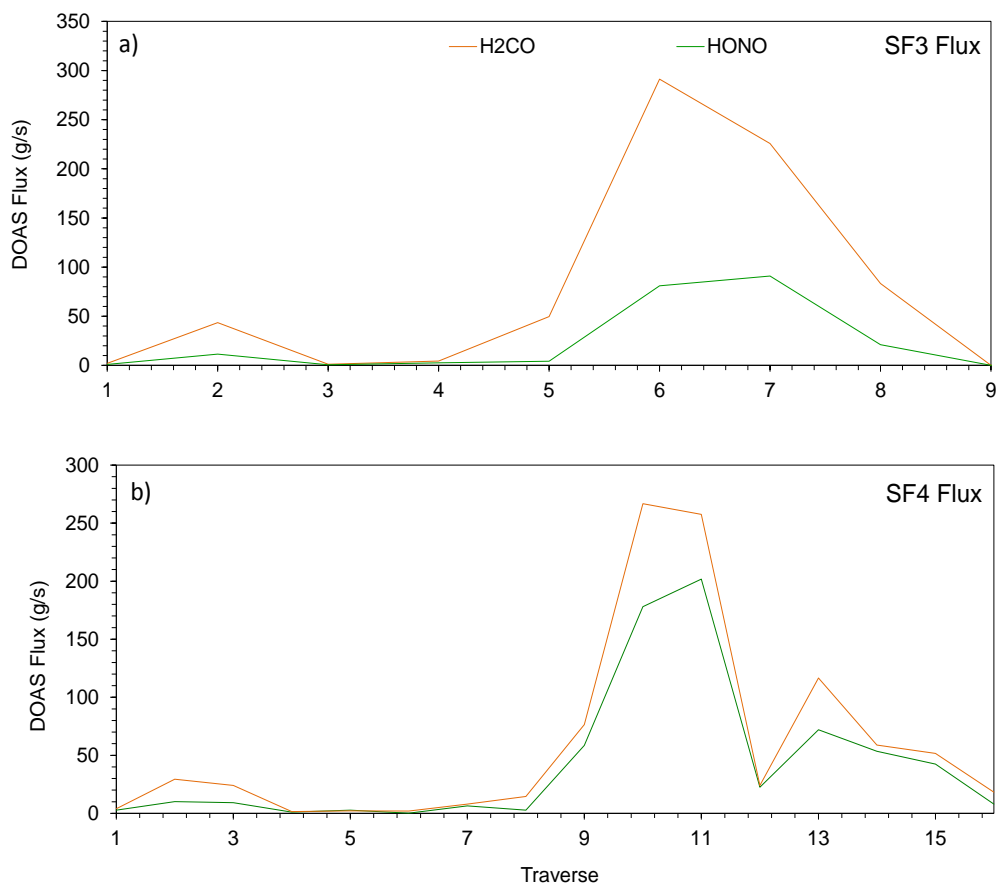 350
a)
H2CO
HONO
SF3 Flux
300
250
200
150
100
50
0
DOAS Flux (g/s)
1 2 3 4 5 6 7 8 9
300
b)
SF4 Flux
250
200
150
100
50
0
DOAS Flux (g/s)
1 3 5 7 9 11 13 15
Traverse